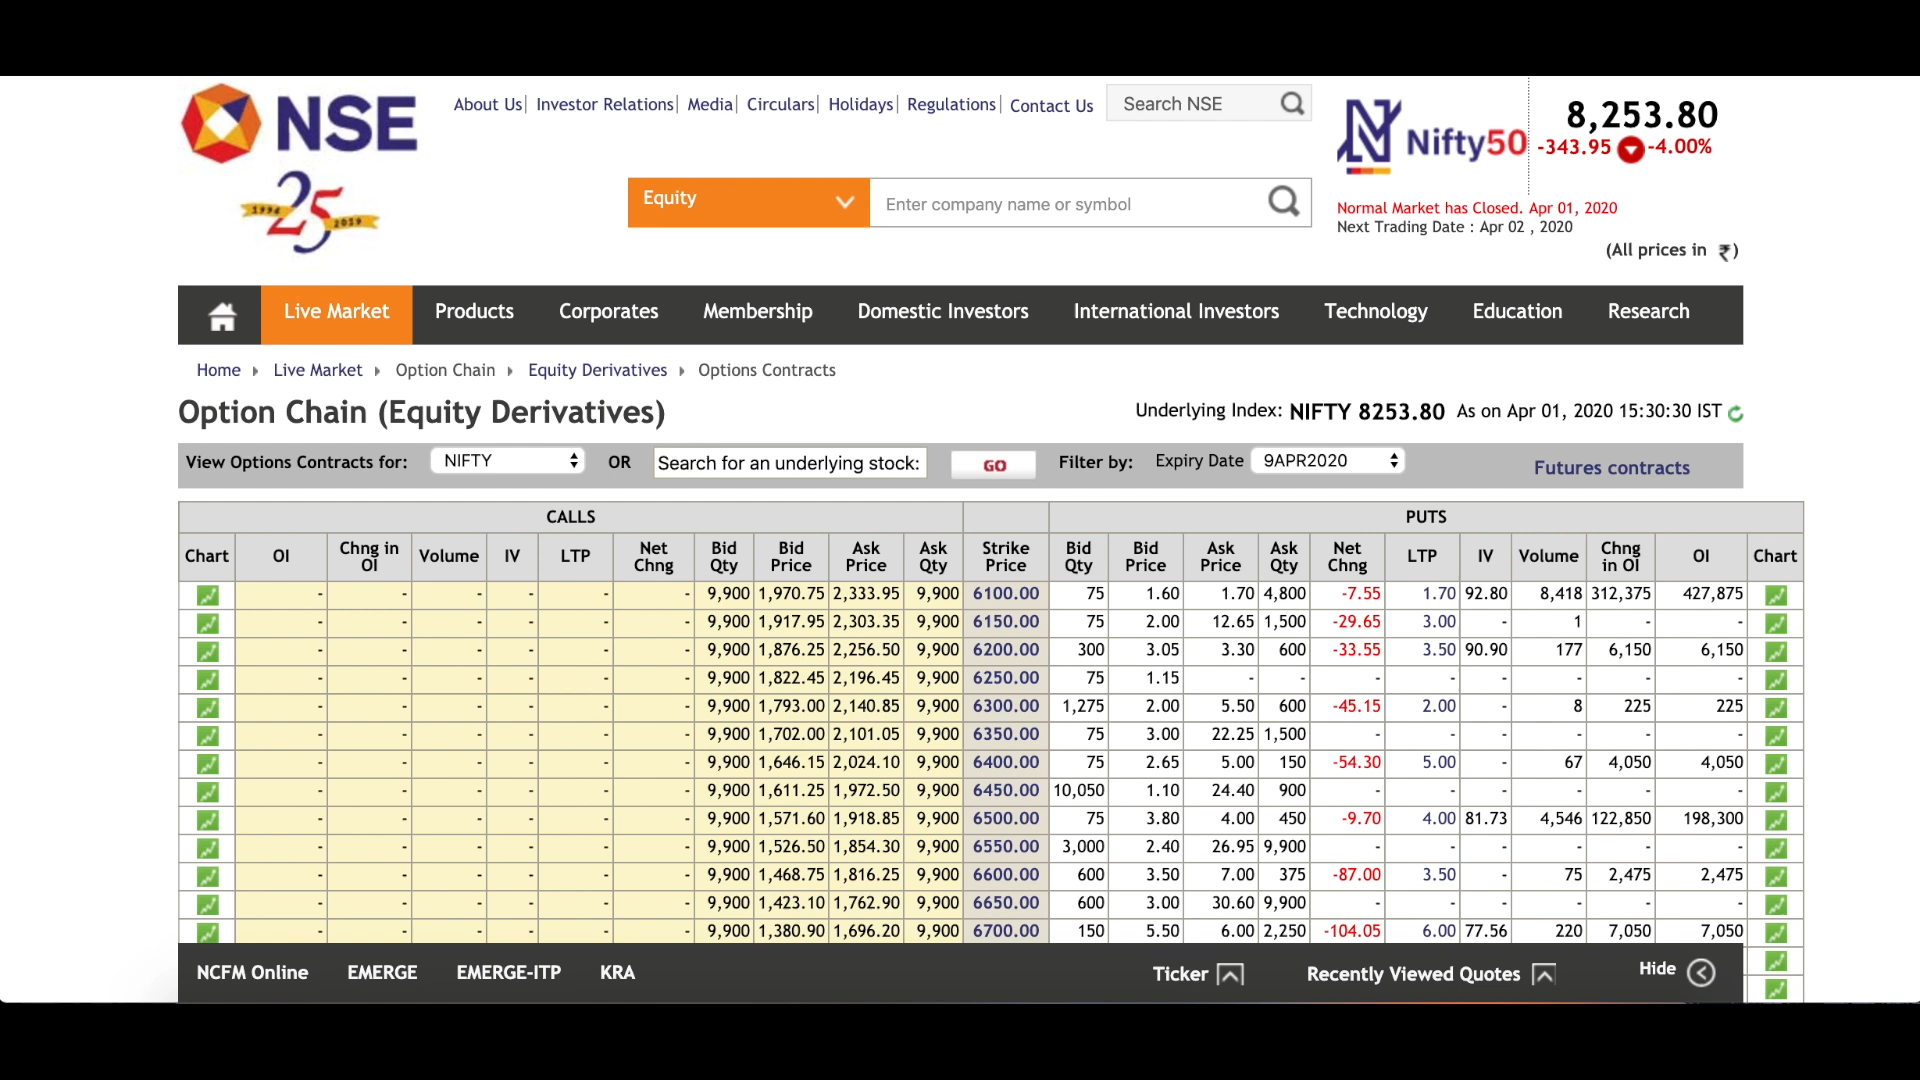 NSE
1994 25 2019
About Us| Investor Relations| Media| Circulars| Holidays| Regulations| Contact Us
Search NSE
Equity
Enter company name or symbol
Nifty50
8,253.80
-343.95 -4.00%
Normal Market has Closed. Apr 01, 2020
Next Trading Date : Apr 02 , 2020
(All prices in ₹)
Live Market Products Corporates Membership Domestic Investors International Investors Technology Education Research
Home Live Market Option Chain Equity Derivatives Options Contracts
Option Chain (Equity Derivatives)
Underlying Index: NIFTY 8253.80 As on Apr 01, 2020 15:30:30 IST
View Options Contracts for: NIFTY OR Search for an underlying stock: GO Filter by: Expiry Date 9APR2020 Futures contracts
CALLS PUTS
Chart OI Chng in OI Volume IV LTP Net Chng Bid Qty Bid Price Ask Price Ask Qty Strike Price Bid Qty Bid Price Ask Price Ask Qty Net Chng LTP IV Volume Chng in OI OI Chart
- - - - - - 9,900 1,970.75 2,333.95 9,900 6100.00 75 1.60 1.70 4,800 -7.55 1.70 92.80 8,418 312,375 427,875
- - - - - - 9,900 1,917.95 2,303.35 9,900 6150.00 75 2.00 12.65 1,500 -29.65 3.00 - 1 - -
- - - - - - 9,900 1,876.25 2,256.50 9,900 6200.00 300 3.05 3.30 600 -33.55 3.50 90.90 177 6,150 6,150
- - - - - - 9,900 1,822.45 2,196.45 9,900 6250.00 75 1.15 - - - - - - - -
- - - - - - 9,900 1,793.00 2,140.85 9,900 6300.00 1,275 2.00 5.50 600 -45.15 2.00 - 8 225 225
- - - - - - 9,900 1,702.00 2,101.05 9,900 6350.00 75 3.00 22.25 1,500 - - - - - -
- - - - - - 9,900 1,646.15 2,024.10 9,900 6400.00 75 2.65 5.00 150 -54.30 5.00 - 67 4,050 4,050
- - - - - - 9,900 1,611.25 1,972.50 9,900 6450.00 10,050 1.10 24.40 900 - - - - - -
- - - - - - 9,900 1,571.60 1,918.85 9,900 6500.00 75 3.80 4.00 450 -9.70 4.00 81.73 4,546 122,850 198,300
- - - - - - 9,900 1,526.50 1,854.30 9,900 6550.00 3,000 2.40 26.95 9,900 - - - - - -
- - - - - - 9,900 1,468.75 1,816.25 9,900 6600.00 600 3.50 7.00 375 -87.00 3.50 - 75 2,475 2,475
- - - - - - 9,900 1,423.10 1,762.90 9,900 6650.00 600 3.00 30.60 9,900 - - - - - -
- - - - - - 9,900 1,380.90 1,696.20 9,900 6700.00 150 5.50 6.00 2,250 -104.05 6.00 77.56 220 7,050 7,050
NCFM Online EMERGE EMERGE-ITP KRA Ticker Recently Viewed Quotes Hide